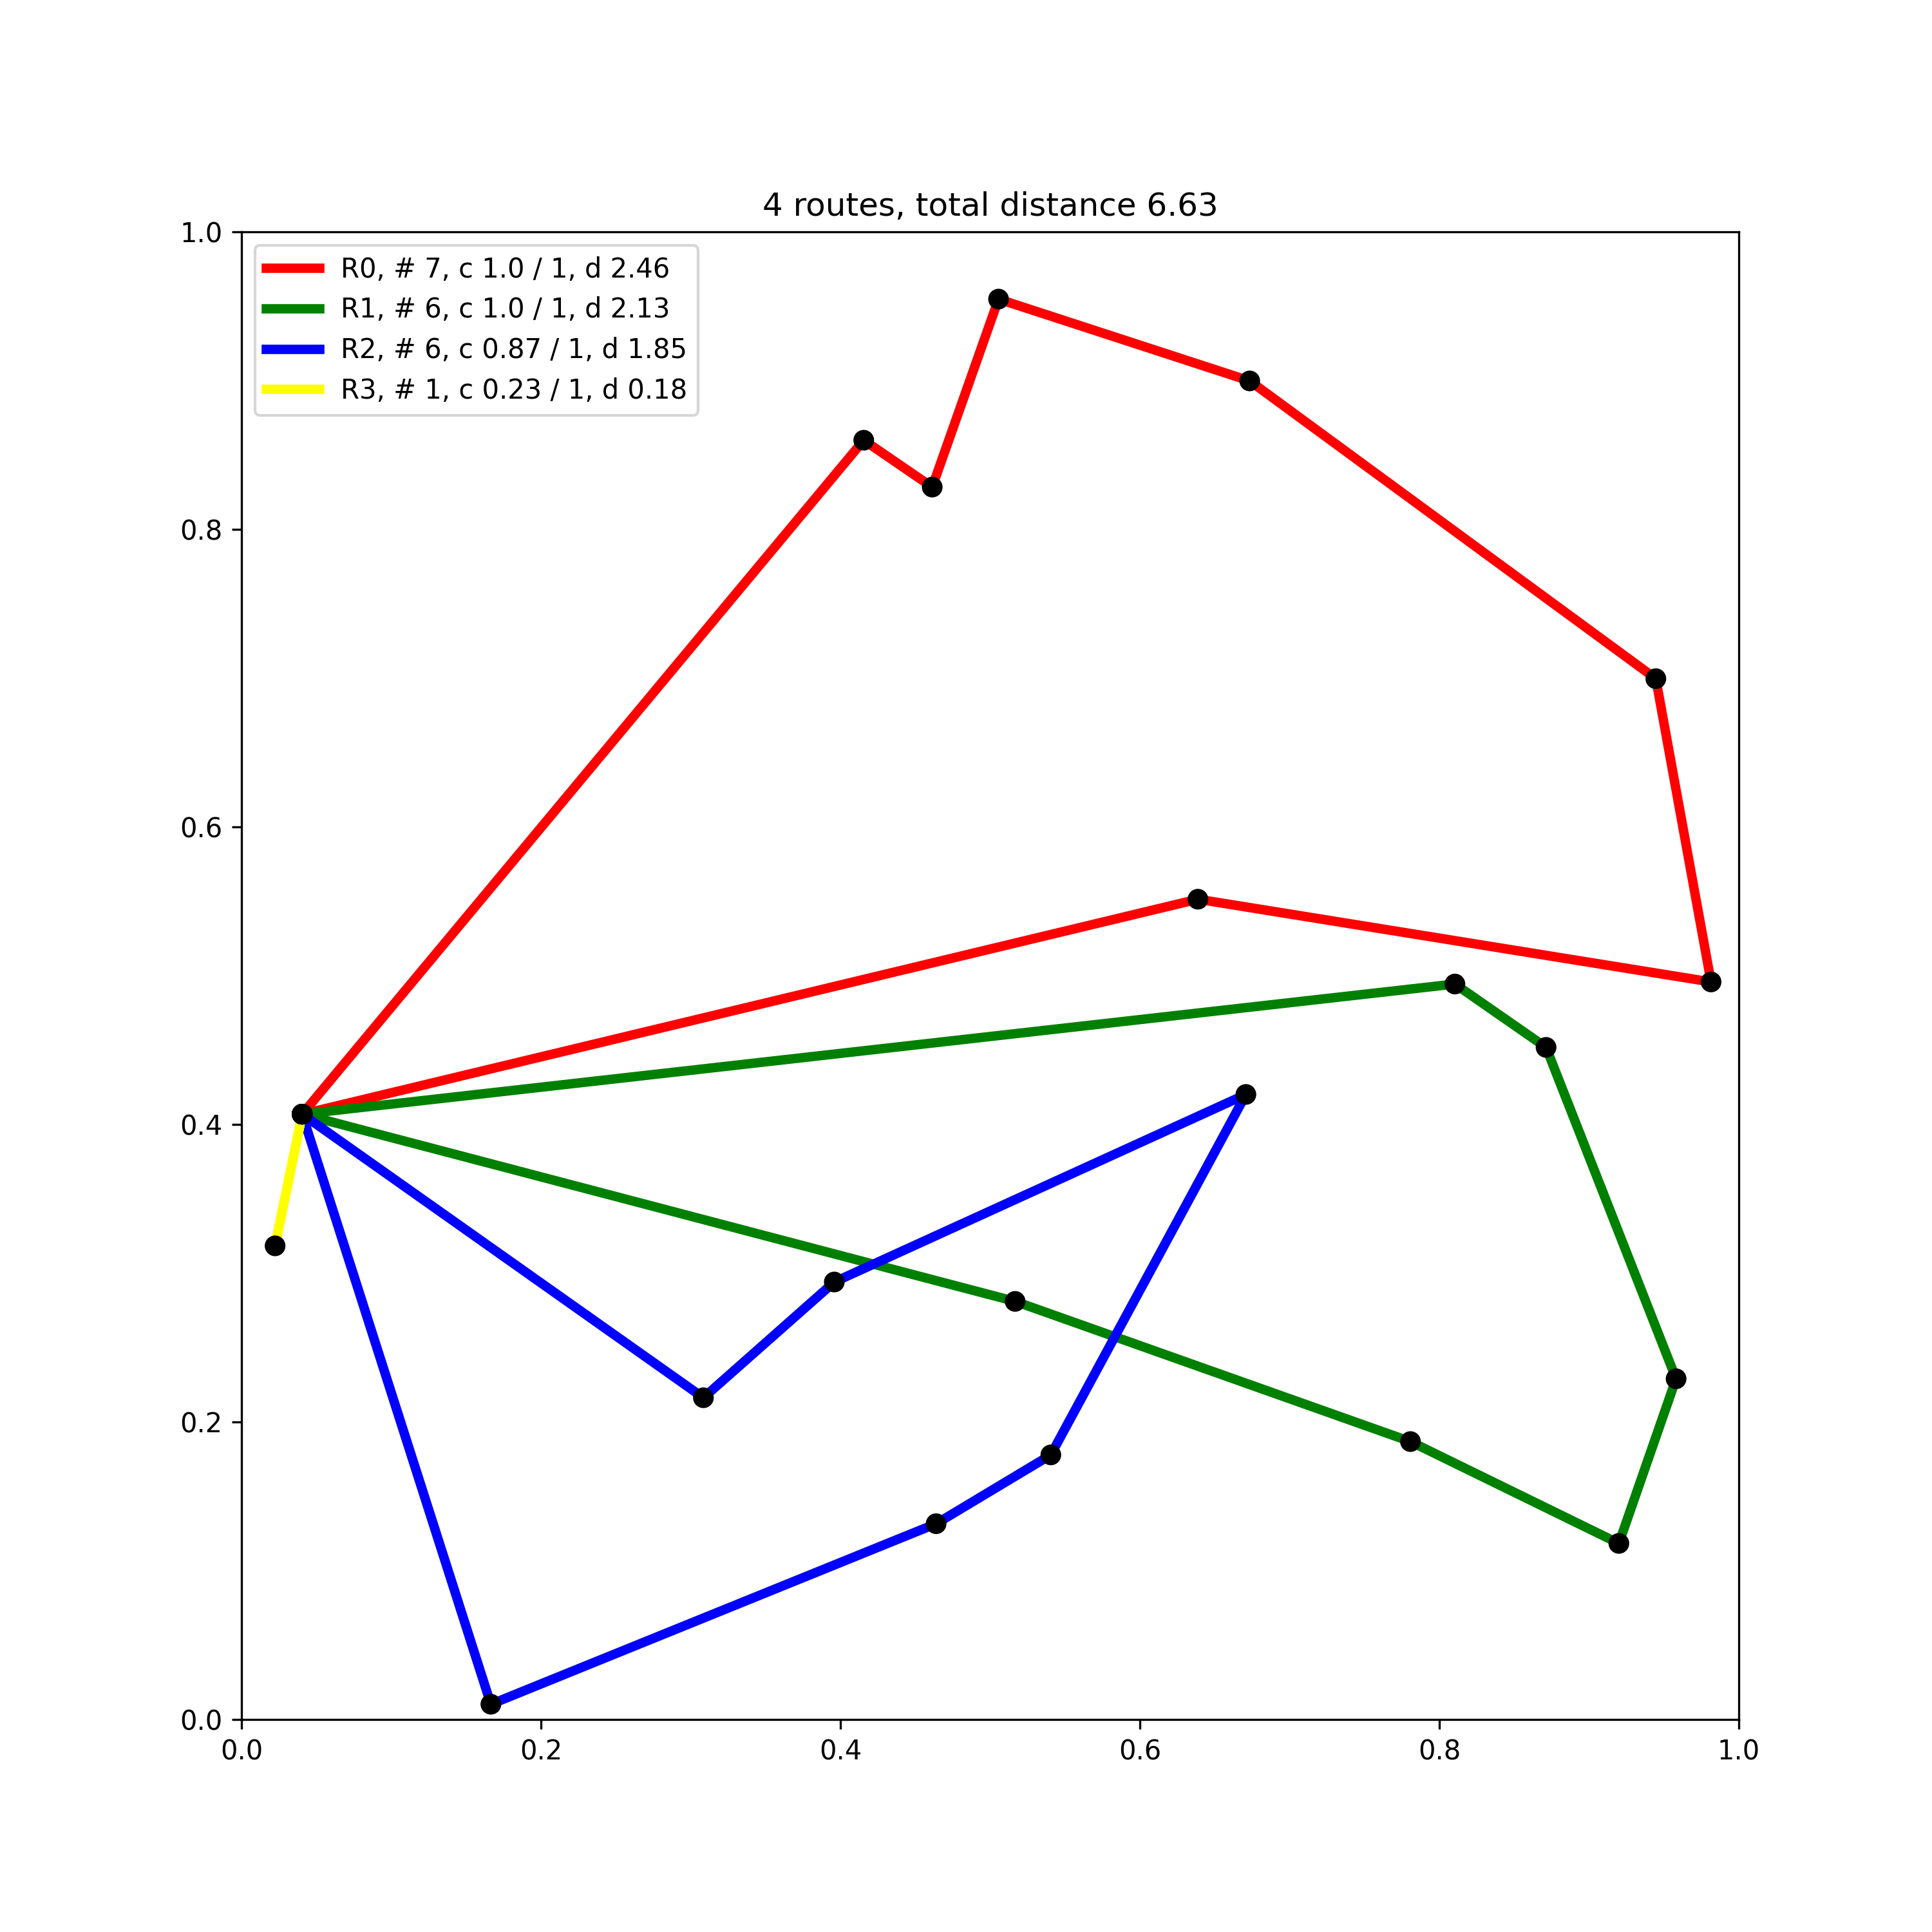 4 routes, total distance 6.63
1.0
R0, # 7, c 1.0 / 1, d 2.46
R1, # 6, c 1.0 / 1, d 2.13
R2, # 6, c 0.87 / 1, d 1.85
R3, # 1, c 0.23 / 1, d 0.18
0.8
0.6
0.4
0.2
0.0
0.0 0.2 0.4 0.6 0.8 1.0